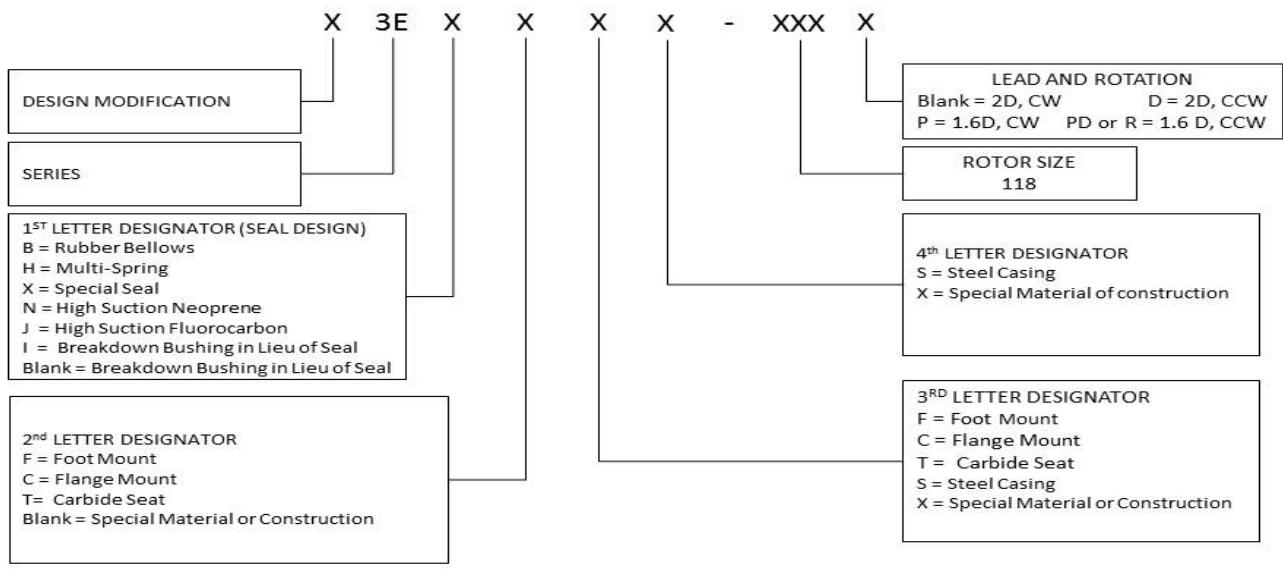 X 3E X X X X - XXX X
DESIGN MODIFICATION
SERIES
1ST LETTER DESIGNATOR (SEAL DESIGN)
B = Rubber Bellows
H = Multi-Spring
X = Special Seal
N = High Suction Neoprene
J = High Suction Fluorocarbon
I = Breakdown Bushing in Lieu of Seal
Blank = Breakdown Bushing in Lieu of Seal
2nd LETTER DESIGNATOR
F = Foot Mount
C = Flange Mount
T= Carbide Seat
Blank = Special Material or Construction
LEAD AND ROTATION
Blank = 2D, CW D = 2D, CCW
P = 1.6D, CW PD or R = 1.6 D, CCW
ROTOR SIZE
118
4th LETTER DESIGNATOR
S = Steel Casing
X = Special Material of construction
3RD LETTER DESIGNATOR
F = Foot Mount
C = Flange Mount
T = Carbide Seat
S = Steel Casing
X = Special Material or Construction